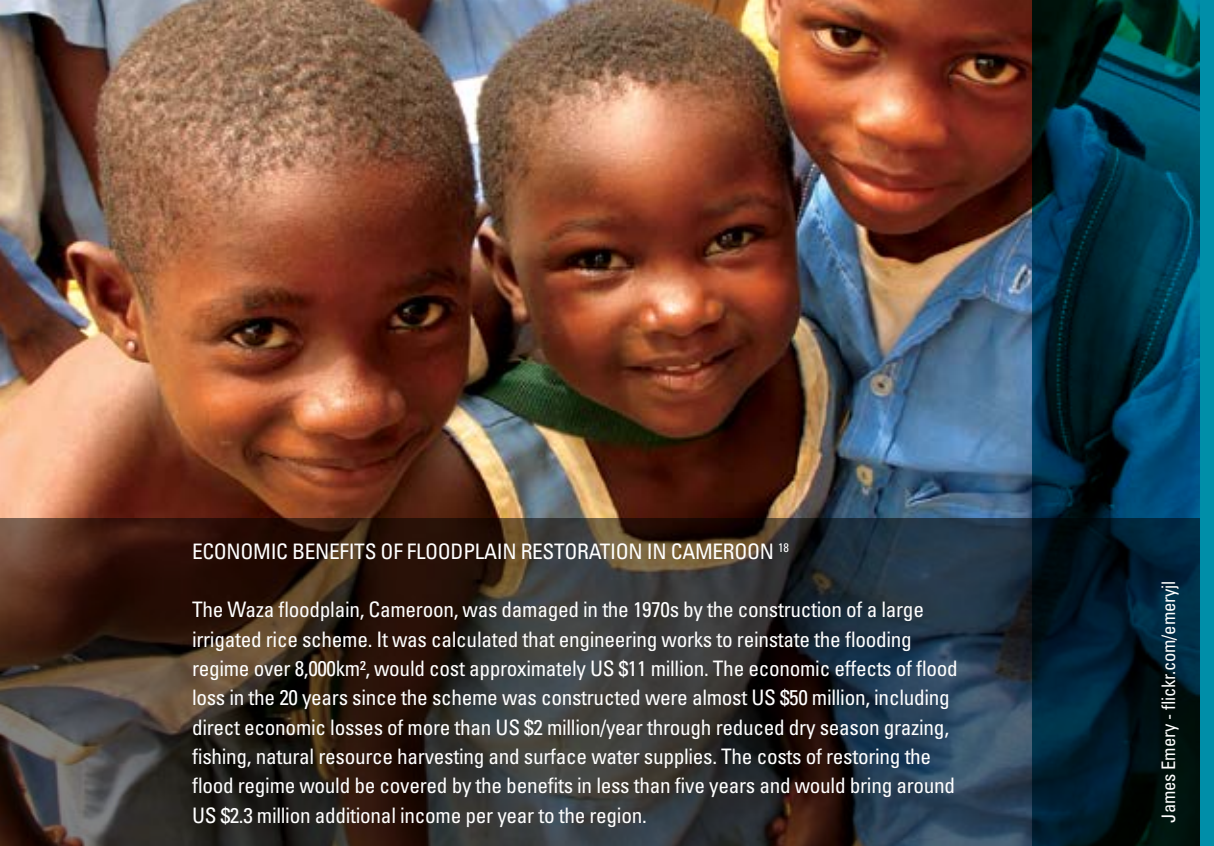 ECONOMIC BENEFITS OF FLOODPLAIN RESTORATION IN CAMEROON 18
The Waza floodplain, Cameroon, was damaged in the 1970s by the construction of a large
irrigated rice scheme. It was calculated that engineering works to reinstate the flooding
regime over 8,000km², would cost approximately US $11 million. The economic effects of flood
loss in the 20 years since the scheme was constructed were almost US $50 million, including
direct economic losses of more than US $2 million/year through reduced dry season grazing,
fishing, natural resource harvesting and surface water supplies. The costs of restoring the
flood regime would be covered by the benefits in less than five years and would bring around
US $2.3 million additional income per year to the region.
James Emery - flickr.com/emeryjl